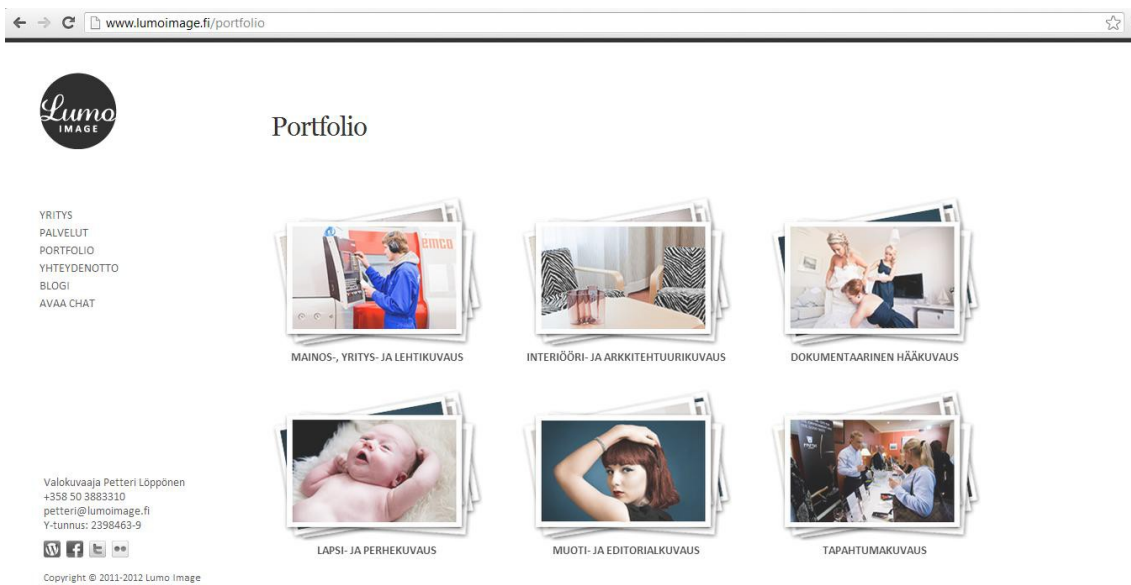 www.lumoimage.fi/portfolio
Lumo
IMAGE
Portfolio
YRITYS
PALVELUT
PORTFOLIO
YHTEYDENOTTO
BLOGI
AVAA CHAT
emco
MAINOS-, YRITYS- JA LEHTIKUVAUS
INTERIÖÖRI- JA ARKKITEHTUURIKUVAUS
DOKUMENTAARINEN HÄÄKUVAUS
LAPSI- JA PERHEKUVAUS
MUOTI- JA EDITORIALKUVAUS
TAPAHTUMAKUVAUS
Valokuvaaja Petteri Löppönen
+358 50 3883310
petteri@lumoimage.fi
Y-tunnus: 2398463-9
Copyright © 2011-2012 Lumo Image